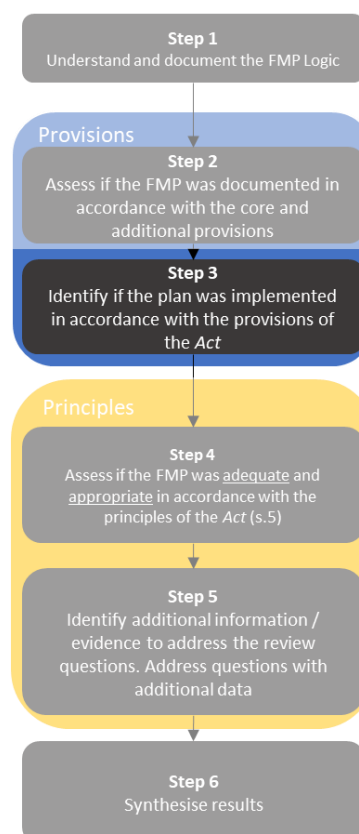 Step 1
Understand and document the FMP Logic
Provisions
Step 2
Assess if the FMP was documented in
accordance with the core and
additional provisions
Step 3
Identify if the plan was implemented
in accordance with the provisions of
the Act
Principles
Step 4
Assess if the FMP was adequate and
appropriate in accordance with the
principles of the Act (s.5)
Step 5
Identify additional information /
evidence to address the review
questions. Address questions with
additional data
Step 6
Synthesise results